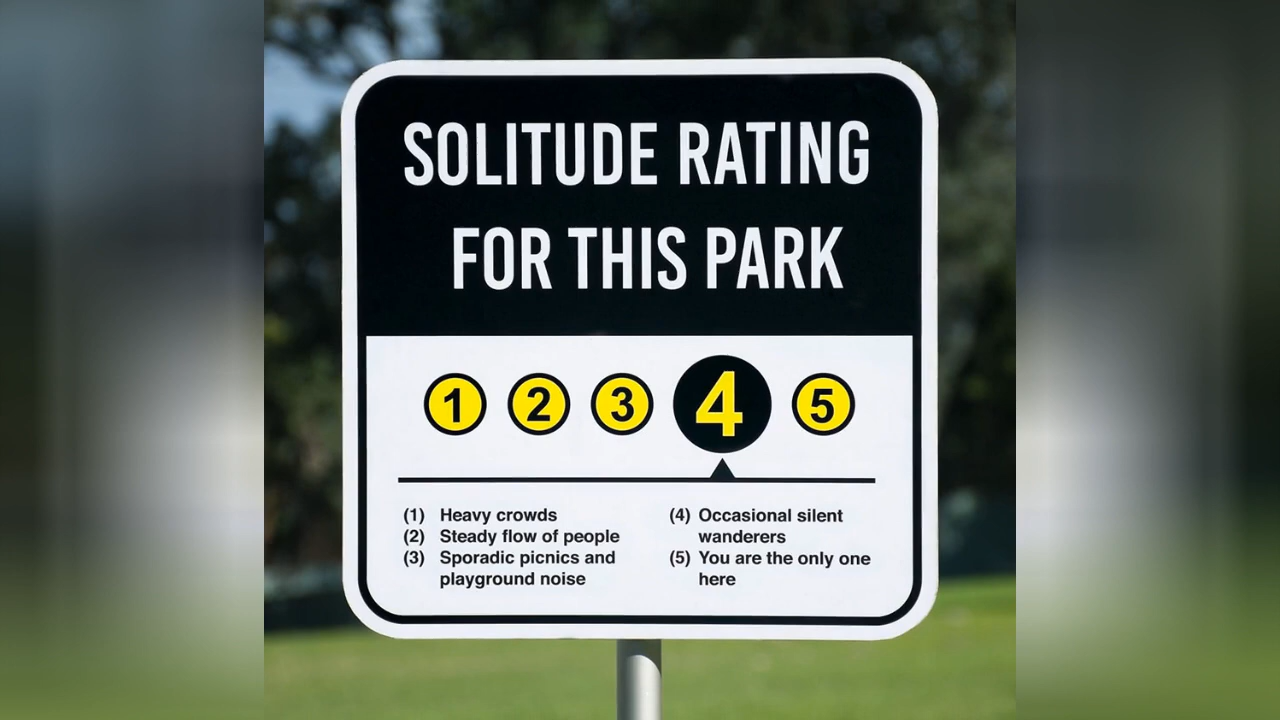 SOLITUDE RATING
FOR THIS PARK
1 2 3 4 5
(1) Heavy crowds
(2) Steady flow of people
(3) Sporadic picnics and
playground noise
(4) Occasional silent
wanderers
(5) You are the only one
here